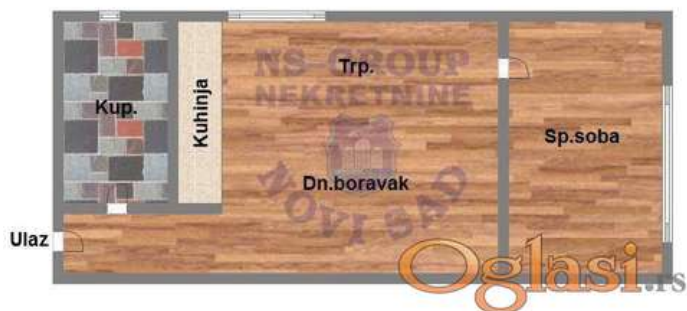 NS-GROUP
NEKRETNINE
Trp.
Kup.
Kuhinja
Sp.soba
Dn.boravak
NOVI SAD
Ulaz
Oglasi.rs